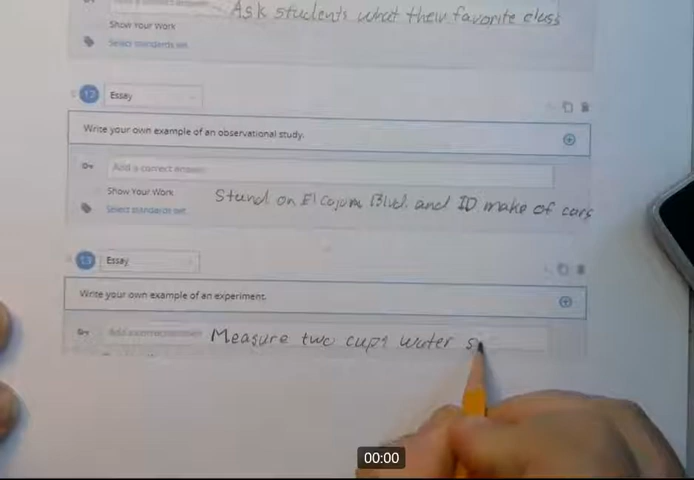 Ask students what their favorite class
Show Your Work
Select standards set.
12 Essay
Write your own example of an observational study.
Add a correct answer
Show Your Work
Stand on El Cajon Blvd. and ID make of cars
Select standards set.
13 Essay
Write your own example of an experiment.
Measure two cups water s
00:00